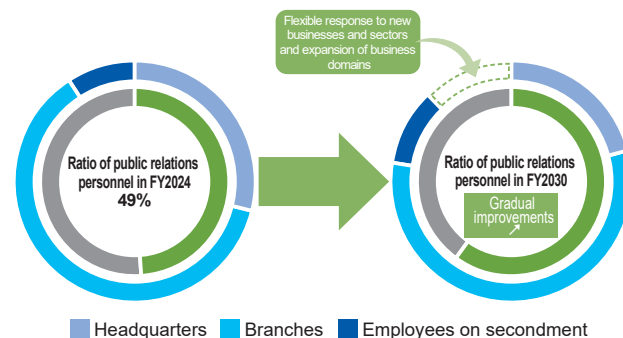 Flexible response to new
businesses and sectors
and expansion of business
domains
Ratio of public relations
personnel in FY2024
49%
Ratio of public relations
personnel in FY2030
Gradual
improvements
↗
Headquarters
Branches
Employees on secondment